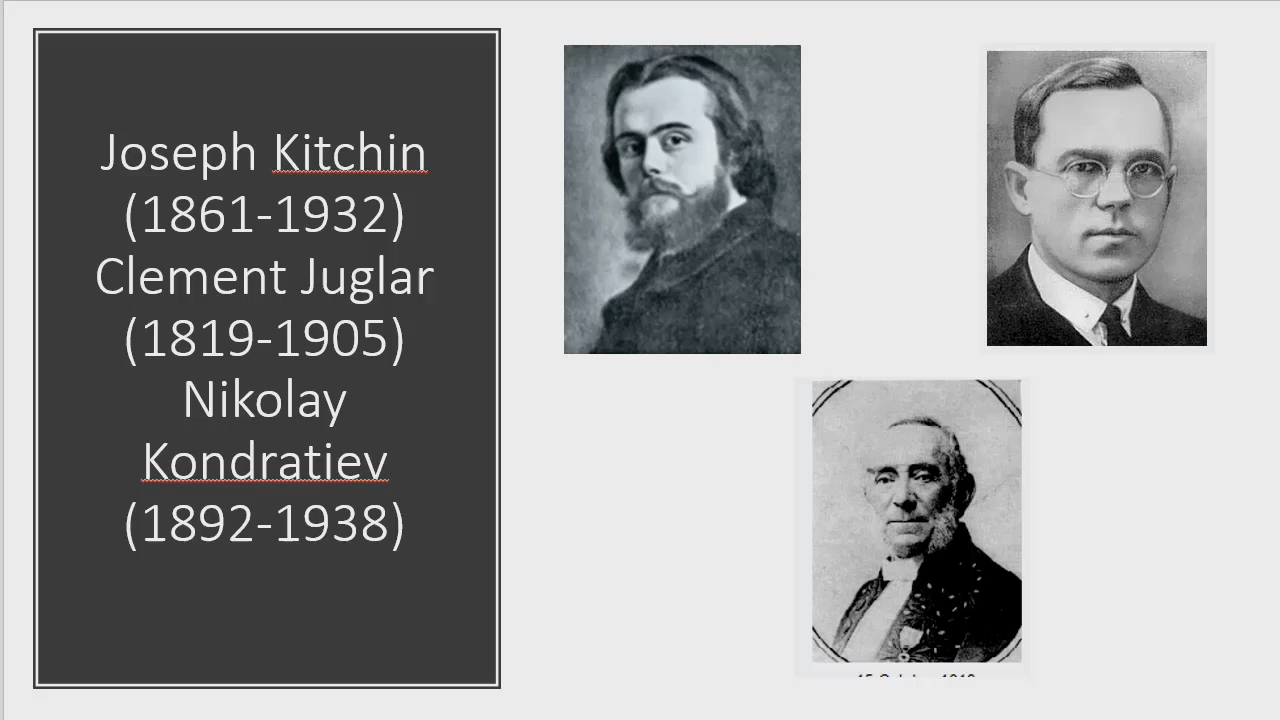 Joseph Kitchin
(1861-1932)
Clement Juglar
(1819-1905)
Nikolay
Kondratiev
(1892-1938)